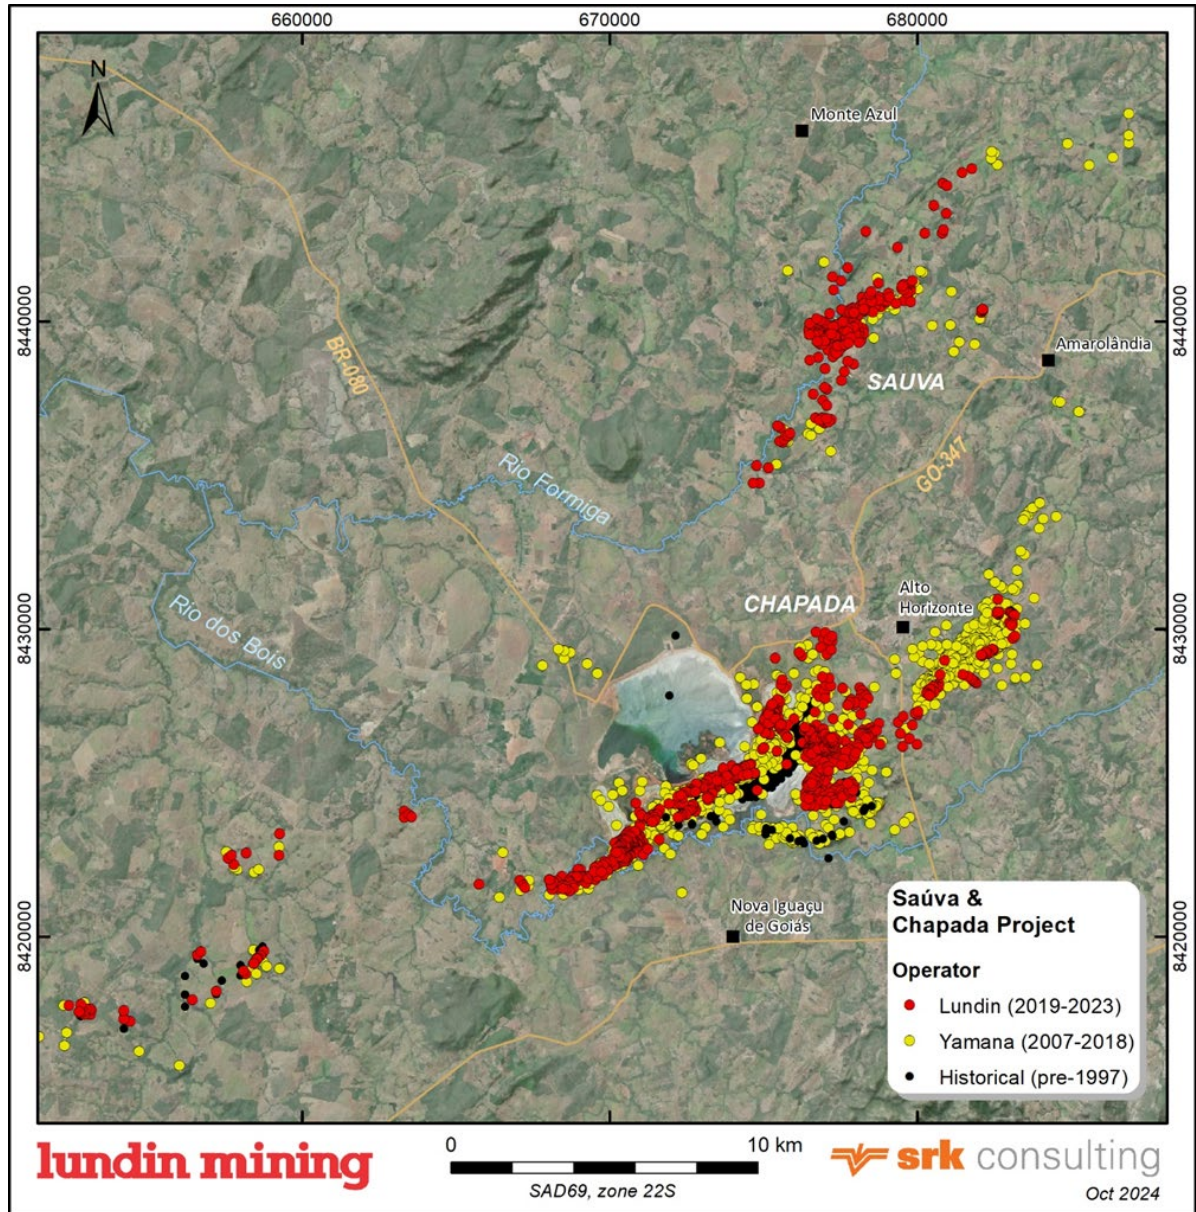 660000
670000
680000
N
Monte Azul
8440000
8440000
BR-080
Amarolândia
SAUVA
GO-347
Rio Formiga
Alto
Horizonte
CHAPADA
Rio dos Bois
8430000
8430000
Nova Iguaçu
de Goiás
8420000
8420000
Saúva &
Chapada Project
Operator
Lundin (2019-2023)
Yamana (2007-2018)
Historical (pre-1997)
lundin mining
0
10 km
SAD69, zone 22S
srk consulting
Oct 2024